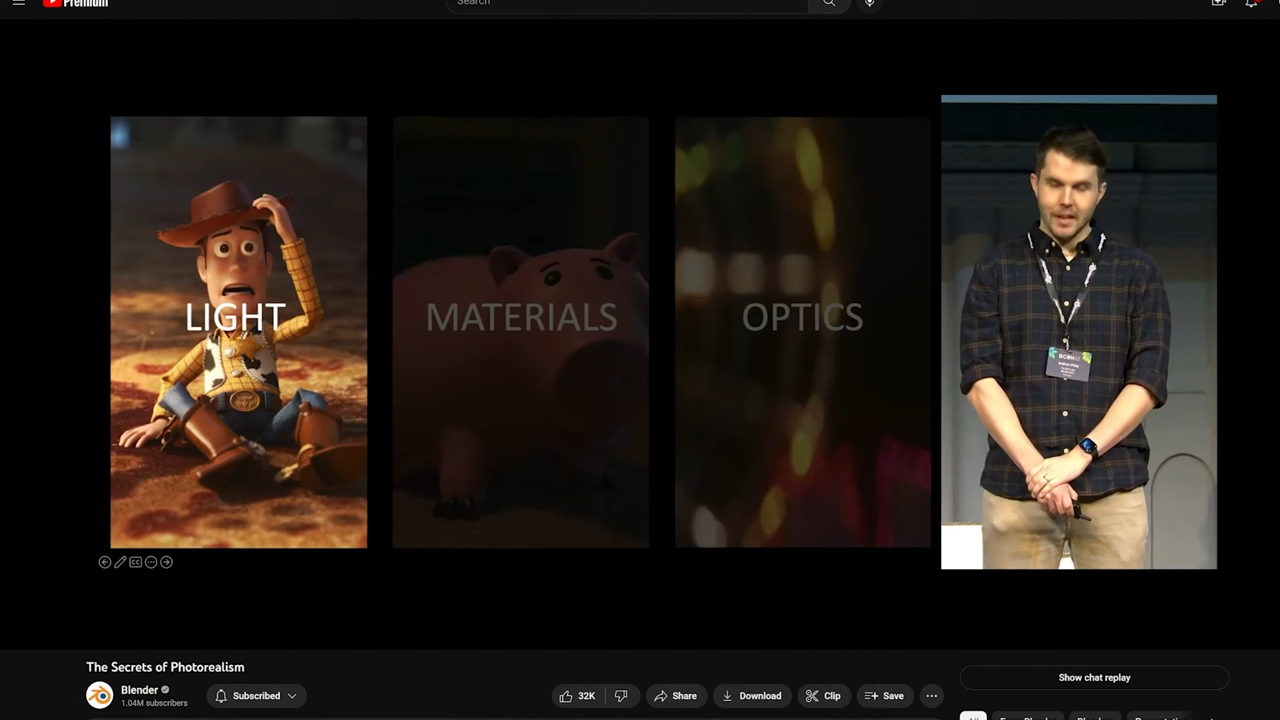 Premium
Search
LIGHT
MATERIALS
OPTICS
CC
The Secrets of Photorealism
Blender
1.04M subscribers
Subscribed
32K
Share
Download
Clip
Save
Show chat replay